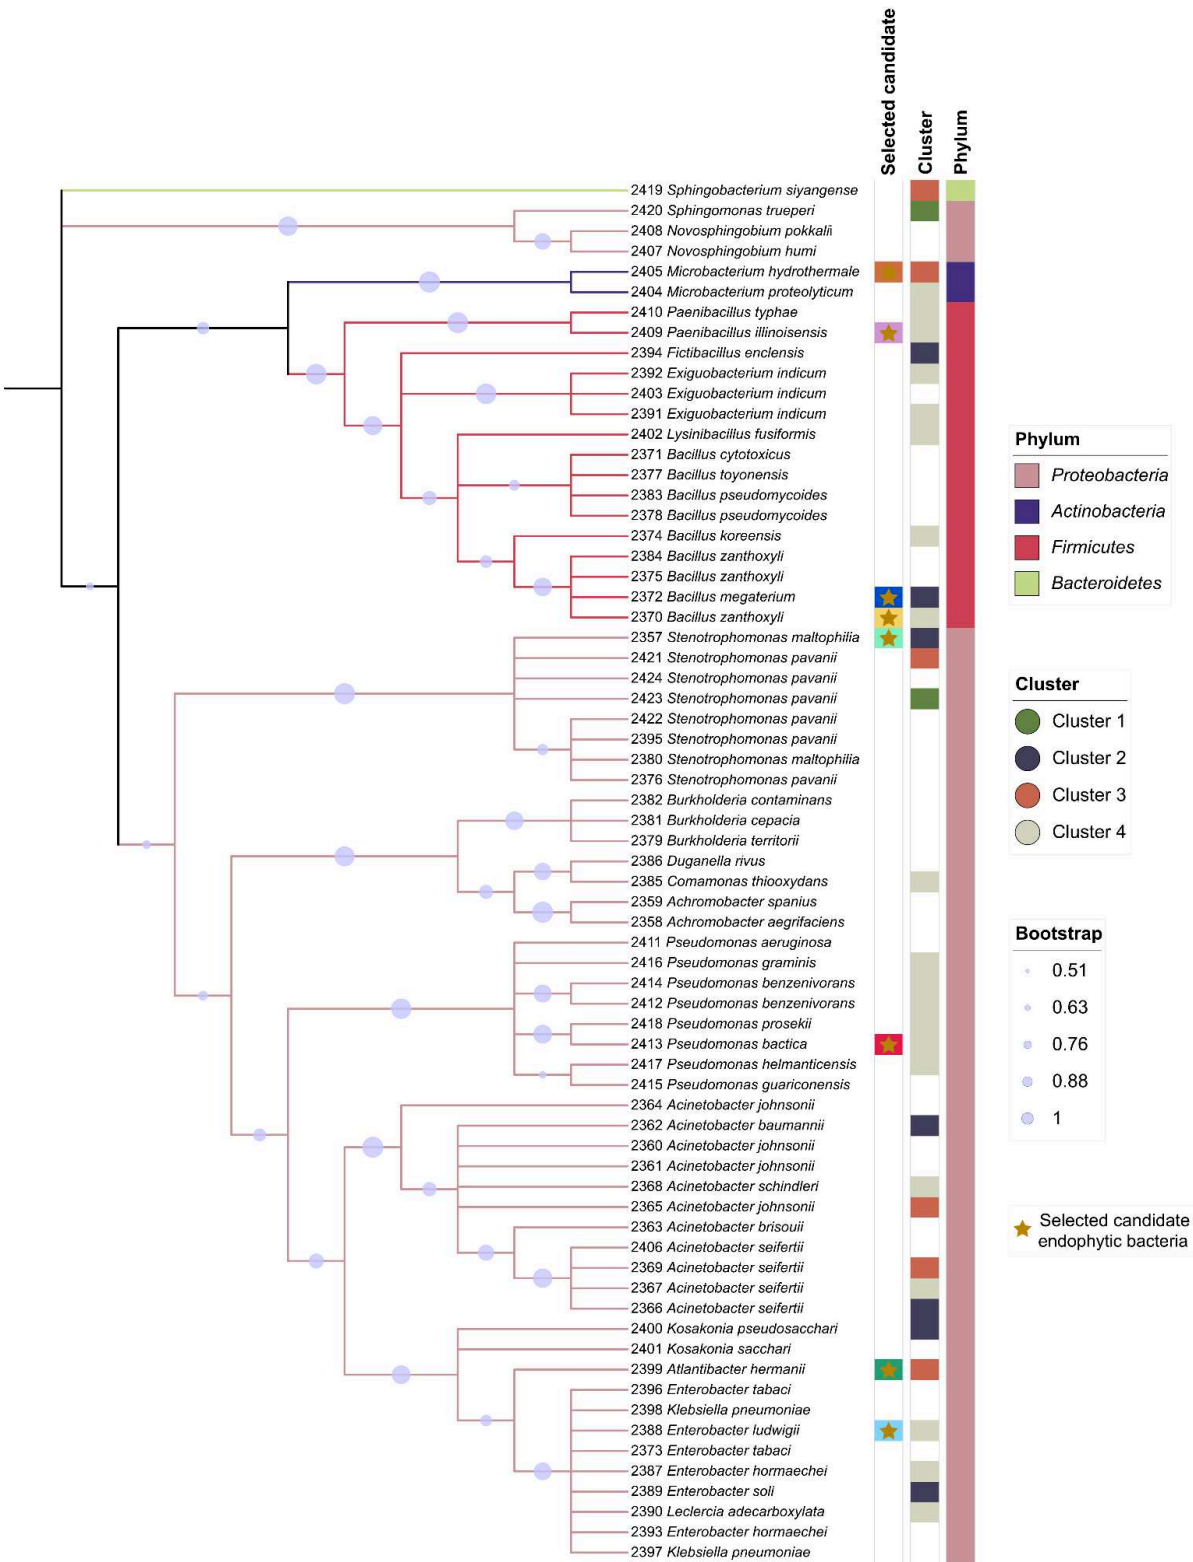 Selected candidate
Cluster
Phylum
2419 Sphingobacterium siyangense
2420 Sphingomonas trueperi
2408 Novosphingobium pokkalii
2407 Novosphingobium humi
2405 Microbacterium hydrothermale
2404 Microbacterium proteolyticum
2410 Paenibacillus typhae
2409 Paenibacillus illinoisensis
2394 Fictibacillus enclensis
2392 Exiguobacterium indicum
2403 Exiguobacterium indicum
2391 Exiguobacterium indicum
2402 Lysinibacillus fusiformis
2371 Bacillus cytotoxicus
2377 Bacillus toyonensis
2383 Bacillus pseudomycoides
2378 Bacillus pseudomycoides
2374 Bacillus koreensis
2384 Bacillus zanthoxyli
2375 Bacillus zanthoxyli
2372 Bacillus megaterium
2370 Bacillus zanthoxyli
2357 Stenotrophomonas maltophilia
2421 Stenotrophomonas pavanii
2424 Stenotrophomonas pavanii
2423 Stenotrophomonas pavanii
2422 Stenotrophomonas pavanii
2395 Stenotrophomonas pavanii
2380 Stenotrophomonas maltophilia
2376 Stenotrophomonas pavanii
2382 Burkholderia contaminans
2381 Burkholderia cepacia
2379 Burkholderia territorii
2386 Duganella rivus
2385 Comamonas thiooxydans
2359 Achromobacter spanius
2358 Achromobacter aegrifaciens
2411 Pseudomonas aeruginosa
2416 Pseudomonas graminis
2414 Pseudomonas benzenivorans
2412 Pseudomonas benzenivorans
2418 Pseudomonas prosekii
2413 Pseudomonas bactica
2417 Pseudomonas helmanticensis
2415 Pseudomonas guariconensis
2364 Acinetobacter johnsonii
2362 Acinetobacter baumannii
2360 Acinetobacter johnsonii
2361 Acinetobacter johnsonii
2368 Acinetobacter schindleri
2365 Acinetobacter johnsonii
2363 Acinetobacter brisouii
2406 Acinetobacter seifertii
2369 Acinetobacter seifertii
2367 Acinetobacter seifertii
2366 Acinetobacter seifertii
2400 Kosakonia pseudosacchari
2401 Kosakonia sacchari
2399 Atlantibacter hermanii
2396 Enterobacter tabaci
2398 Klebsiella pneumoniae
2388 Enterobacter ludwigii
2373 Enterobacter tabaci
2387 Enterobacter hormaechei
2389 Enterobacter soli
2390 Leclercia adecarboxylata
2393 Enterobacter hormaechei
2397 Klebsiella pneumoniae
Phylum
Proteobacteria
Actinobacteria
Firmicutes
Bacteroidetes
Cluster
Cluster 1
Cluster 2
Cluster 3
Cluster 4
Bootstrap
0.51
0.63
0.76
0.88
1
Selected candidate
endophytic bacteria